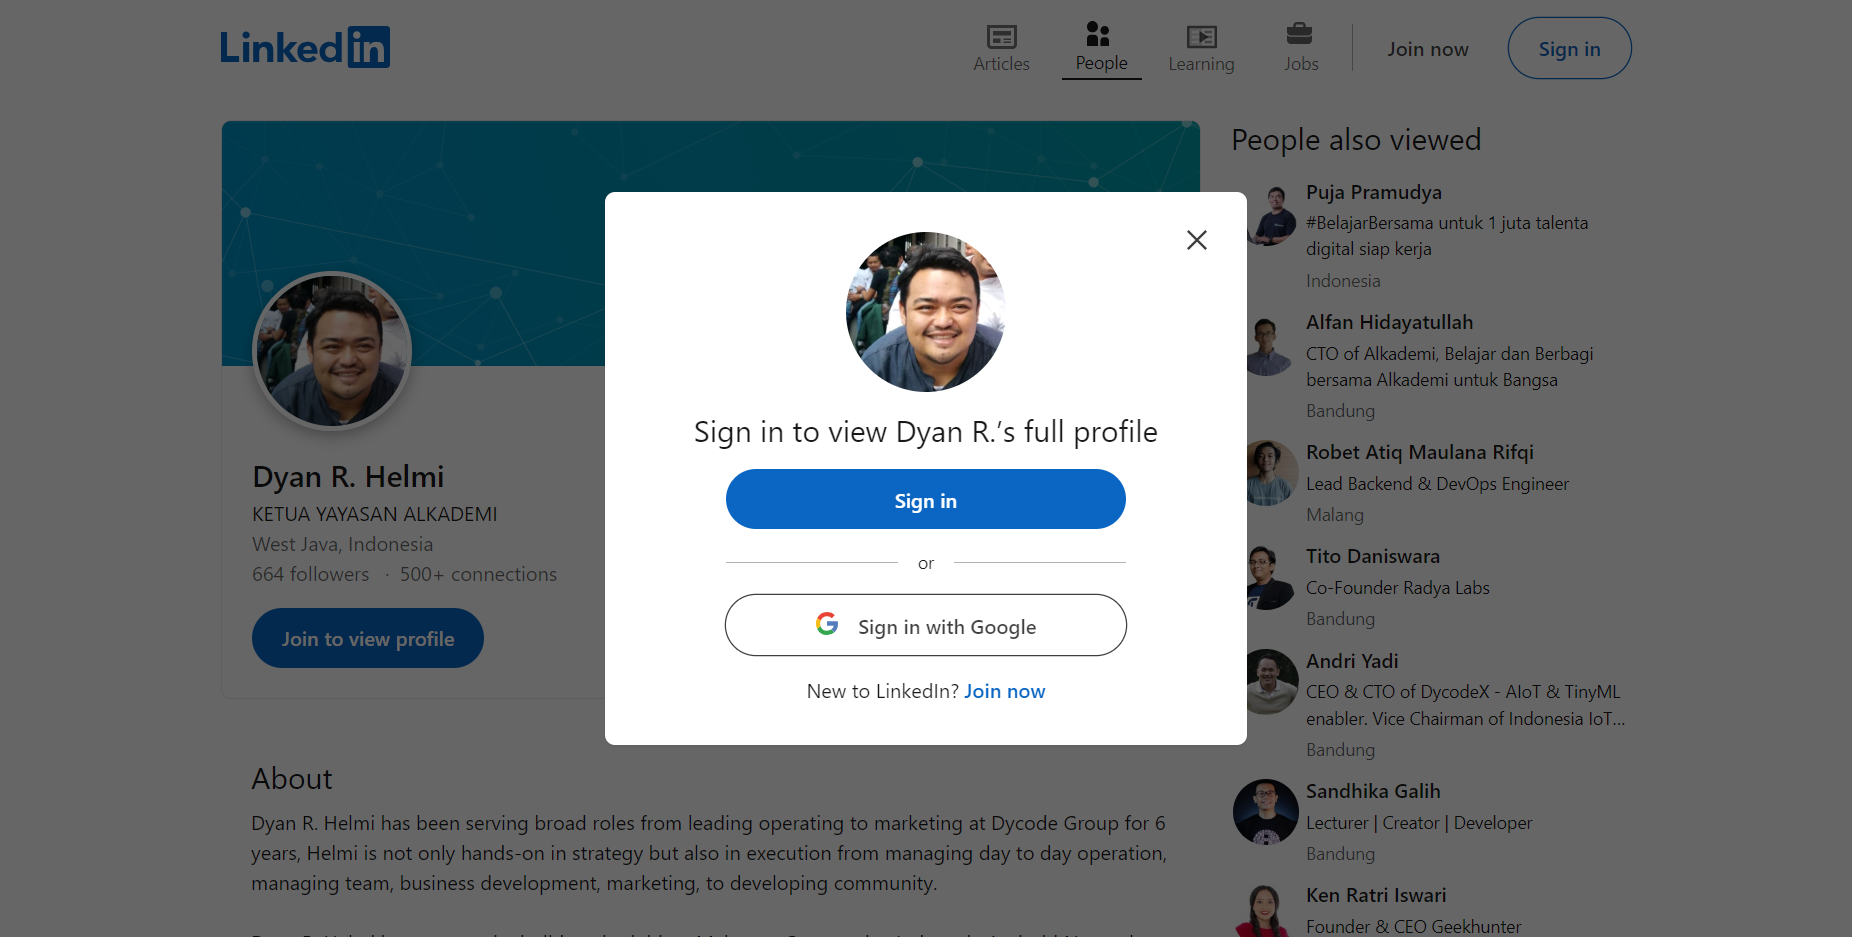 LinkedIn
Articles
People
Learning
Jobs
Join now
Sign in
Sign in to view Dyan R.’s full profile
Sign in
or
Sign in with Google
New to LinkedIn? Join now
Dyan R. Helmi
KETUA YAYASAN ALKADEMI
West Java, Indonesia
664 followers · 500+ connections
Join to view profile
About
Dyan R. Helmi has been serving broad roles from leading operating to marketing at Dycode Group for 6
years, Helmi is not only hands-on in strategy but also in execution from managing day to day operation,
managing team, business development, marketing, to developing community.
People also viewed
Puja Pramudya
#BelajarBersama untuk 1 juta talenta
digital siap kerja
Indonesia
Alfan Hidayatullah
CTO of Alkademi, Belajar dan Berbagi
bersama Alkademi untuk Bangsa
Bandung
Robet Atiq Maulana Rifqi
Lead Backend & DevOps Engineer
Malang
Tito Daniswara
Co-Founder Radya Labs
Bandung
Andri Yadi
CEO & CTO of DycodeX - AIoT & TinyML
enabler. Vice Chairman of Indonesia IoT...
Bandung
Sandhika Galih
Lecturer | Creator | Developer
Bandung
Ken Ratri Iswari
Founder & CEO Geekhunter